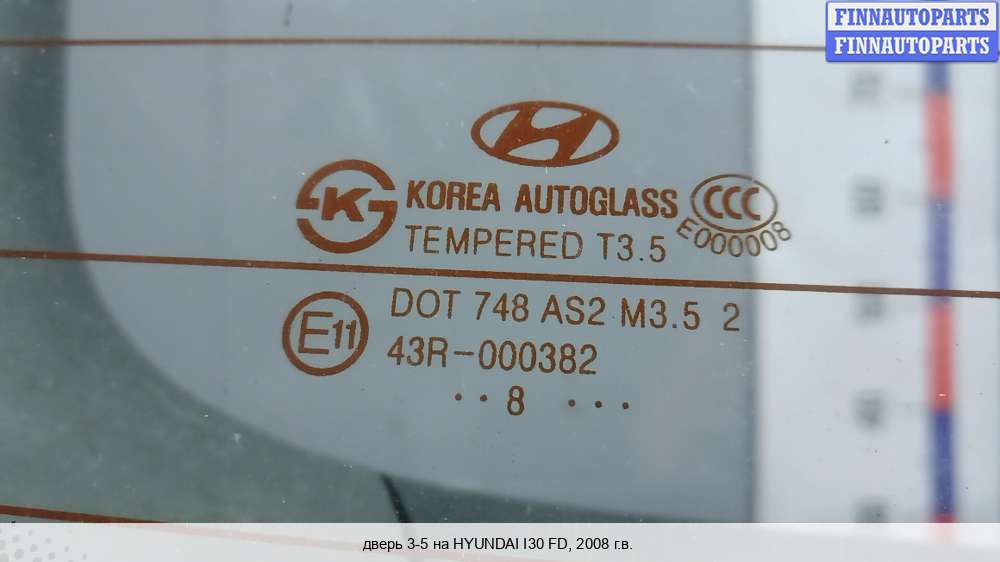 FINNAUTOPARTS
FINNAUTOPARTS
K KOREA AUTOGLASS CCC
TEMPERED T3.5 E000008
E11 DOT 748 AS2 M3.5 2
43R-000382
.. 8 ...
дверь 3-5 на HYUNDAI I30 FD, 2008 г.в.